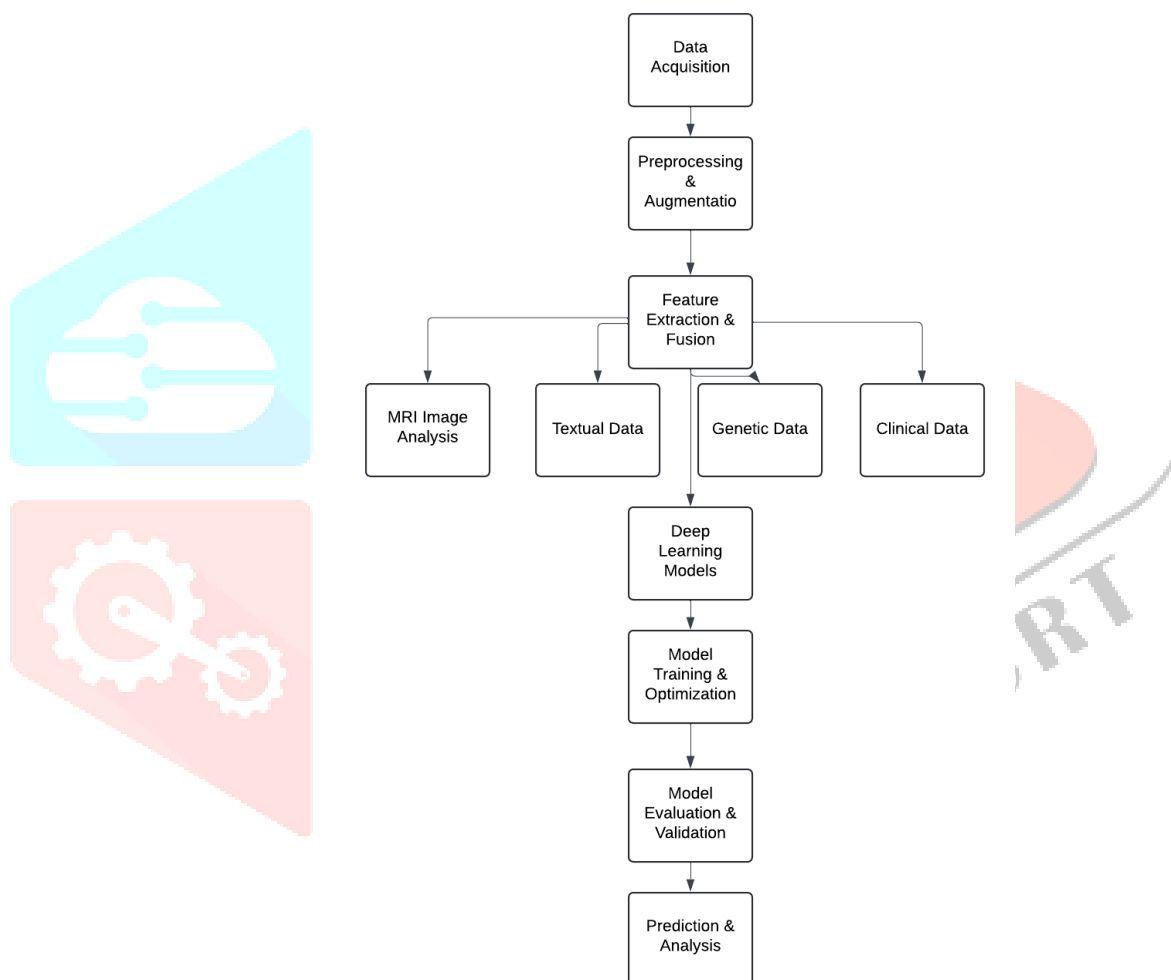 Data
Acquisition
Preprocessing
&
Augmentatio
Feature
Extraction &
Fusion
MRI Image
Analysis
Textual Data
Genetic Data
Clinical Data
Deep
Learning
Models
Model
Training &
Optimization
Model
Evaluation &
Validation
Prediction &
Analysis